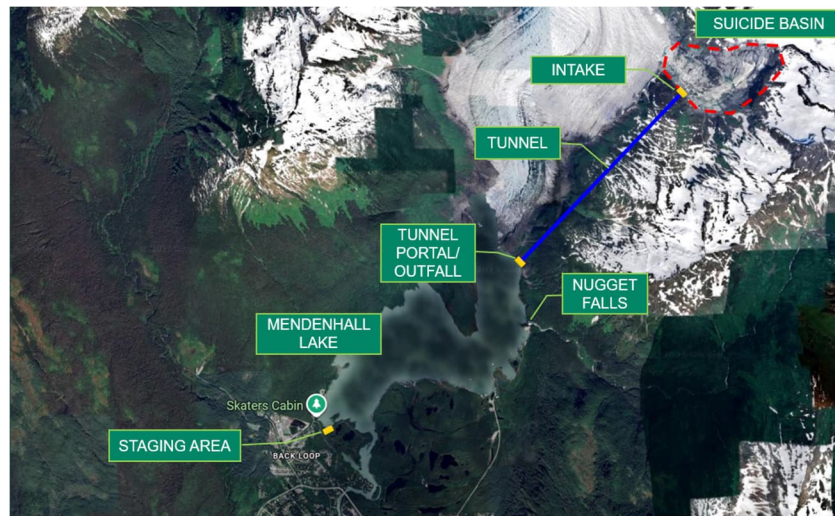 SUICIDE BASIN
INTAKE
TUNNEL
TUNNEL
PORTAL/
OUTFALL
NUGGET
FALLS
MENDENHALL
LAKE
Skaters Cabin
STAGING AREA
BACK LOOP